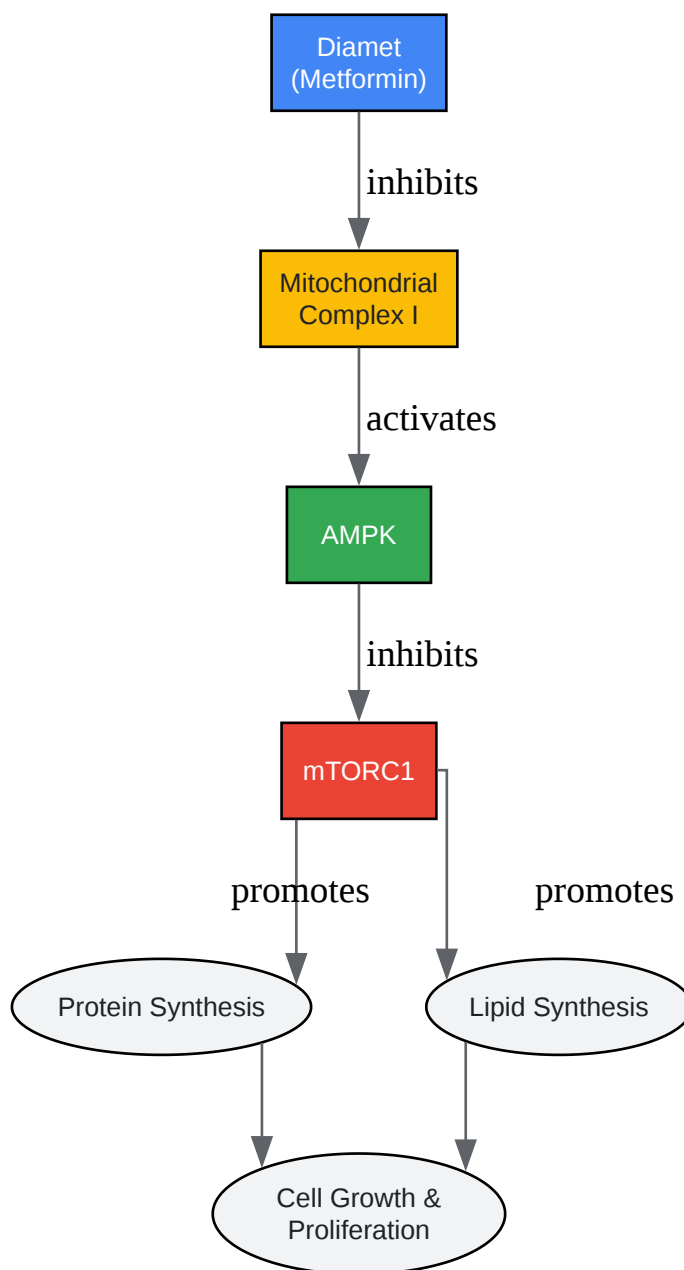 Diamet
(Metformin)
inhibits
Mitochondrial
Complex I
activates
AMPK
inhibits
mTORC1
promotes
promotes
Protein Synthesis
Lipid Synthesis
Cell Growth &
Proliferation